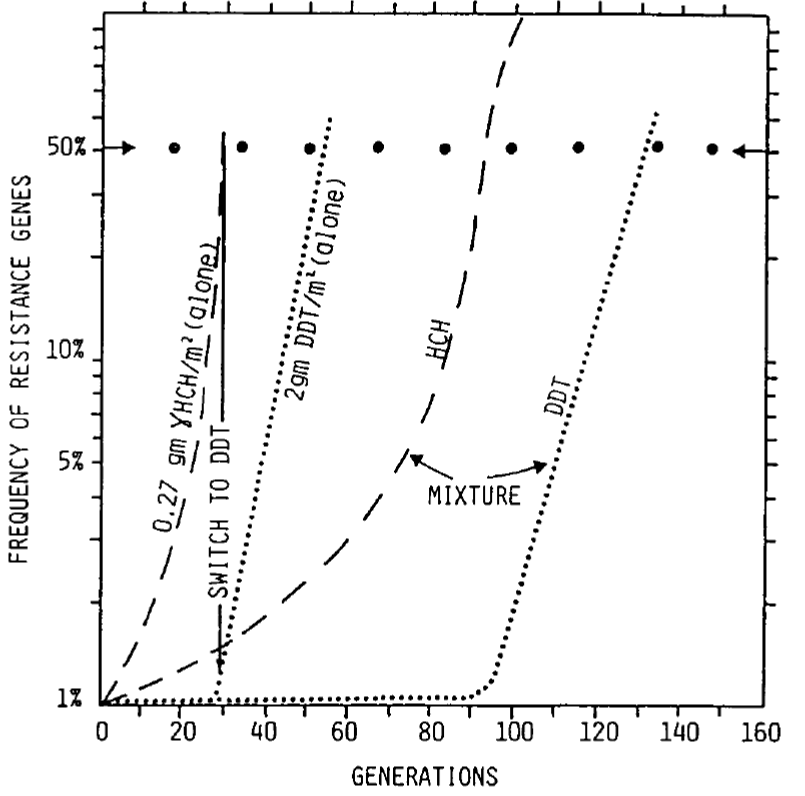 FREQUENCY OF RESISTANCE GENES
50%
10%
5%
1%
0.27 gm γHCH/m²(alone)
SWITCH TO DDT
2gm DDT/m²(alone)
HCH
DDT
MIXTURE
0 20 40 60 80 100 120 140 160
GENERATIONS